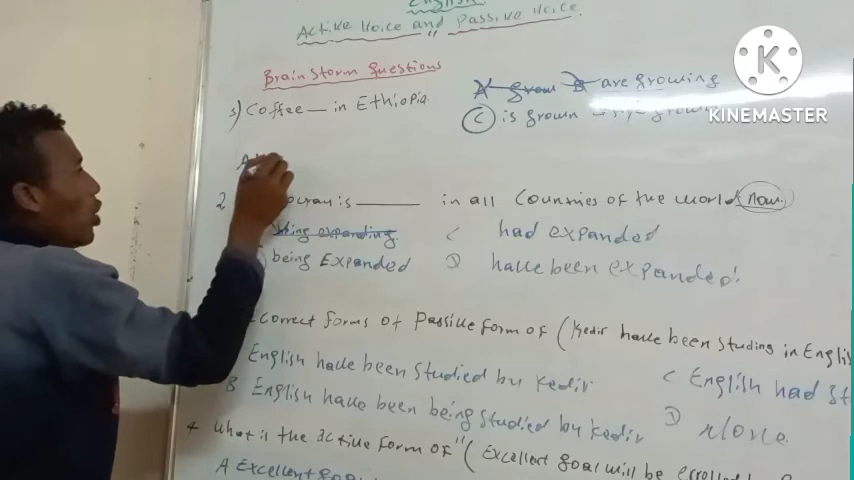 English
Active Voice and Passive Voice
Brain Storm Questions
1) Coffee — in Ethiopia
A grow B are growing
C is grown
2 is ______ in all Countries of the world now
being expanding C had expanded
being Expanded D have been expanded
correct forms of Passive form of (Kedir have been studing in English
English have been studied by Kedir C English had
B English have been being studied by Kedir D None
4 What is the active form of " (Excellent goal will be
A Excellent goal
K
KINEMASTER